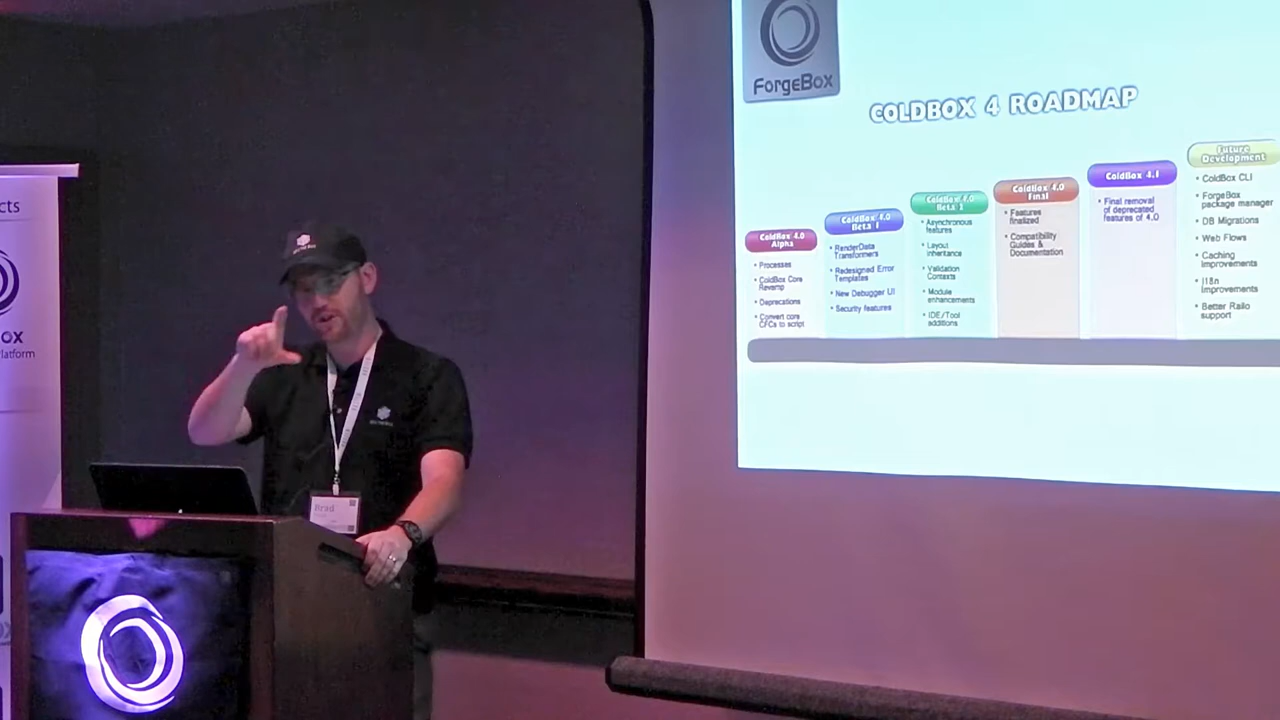 cts
ox
latform
Brad
ForgeBox
COLDBOX 4 ROADMAP
ColdBox 4.0
Alpha
• Processes
• ColdBox Core
Revamp
• Deprecations
• Convert core
CFCs to script
ColdBox 4.0
Beta 1
• RenderData
Transformers
• Redesigned Error
Templates
• New Debugger UI
• Security features
ColdBox 4.0
Beta 2
• Asynchronous
features
• Layout
Inheritance
• Validation
Contexts
• Module
enhancements
• IDE/Tool
additions
ColdBox 4.0
Final
• Features
finalized
• Compatibility
Guides &
Documentation
ColdBox 4.1
• Final removal
of deprecated
features of 4.0
Future
Development
• ColdBox CLI
• ForgeBox
package manager
• DB Migrations
• Web Flows
• Caching
Improvements
• I18n
Improvements
• Better Railo
support